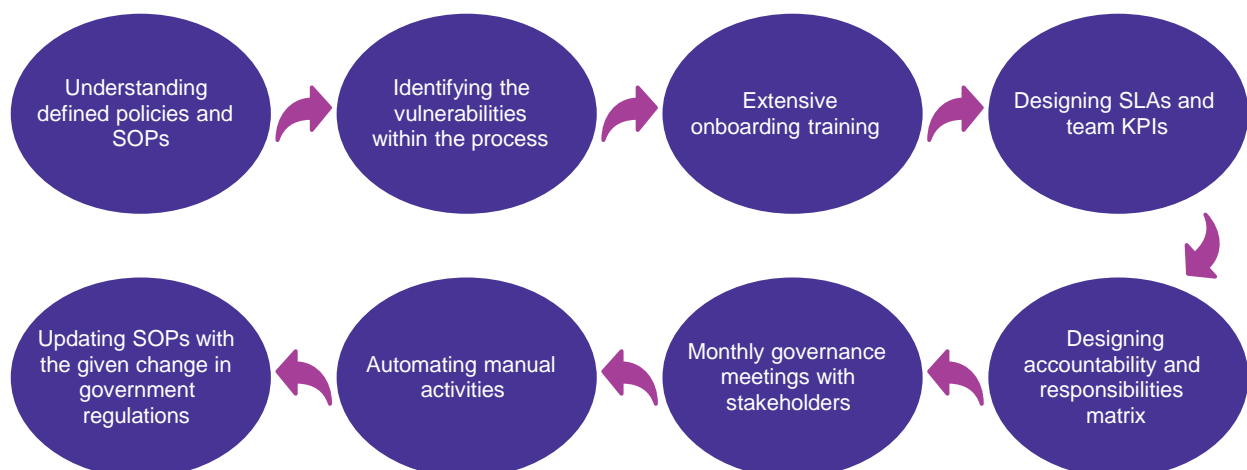 Understanding
defined policies and
SOPs
Identifying the
vulnerabilities
within the process
Extensive
onboarding training
Designing SLAs and
team KPIs
Designing
accountability and
responsibilities
matrix
Monthly governance
meetings with
stakeholders
Automating manual
activities
Updating SOPs with
the given change in
government
regulations